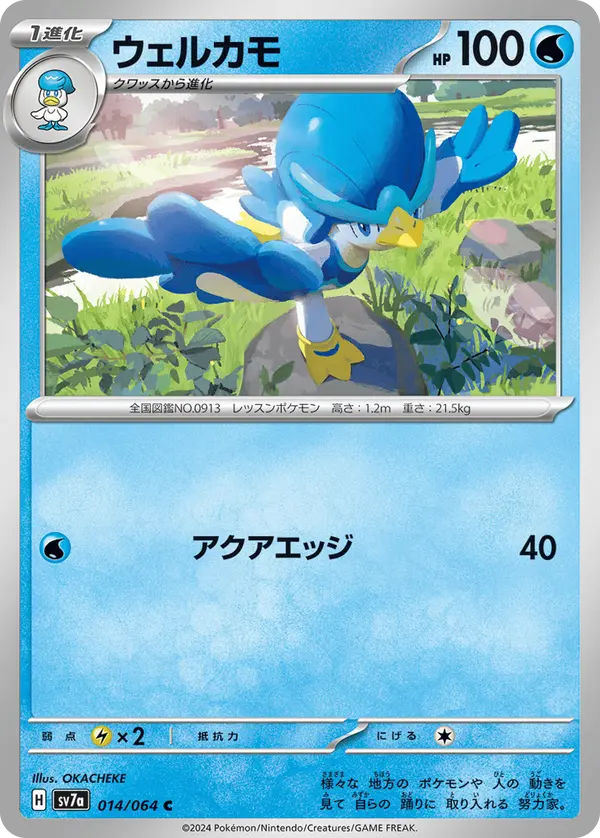 1進化
ウェルカモ
HP 100
クワッスから進化
全国図鑑NO.0913 レッスンポケモン 高さ：1.2m 重さ：21.5kg
アクアエッジ 40
弱点 ×2 抵抗力 にげる
Illus. OKACHEKE
H sv7a 014/064 C
様々な 地方の ポケモンや 人の 動きを
見て 自らの 踊りに 取り入れる 努力家。
©2024 Pokémon/Nintendo/Creatures/GAME FREAK.